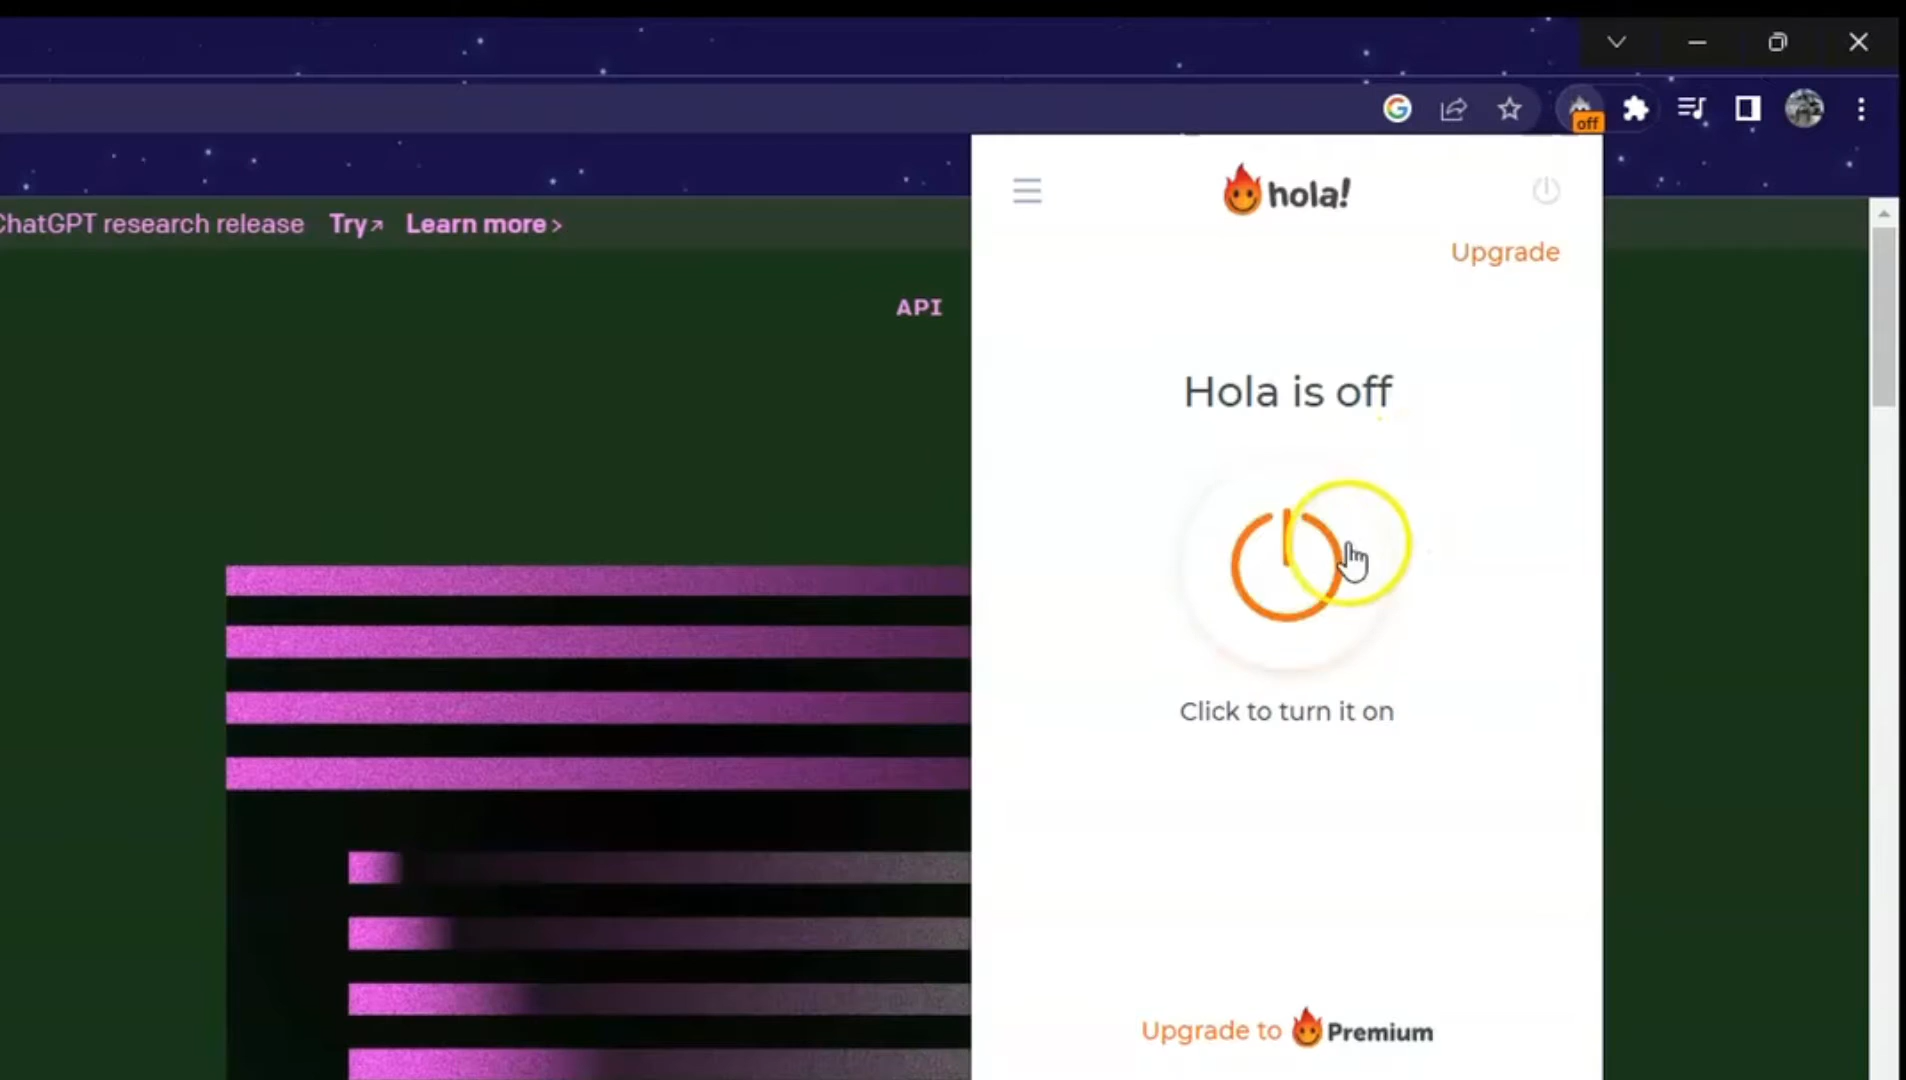 off
hola!
ChatGPT research release Try↗ Learn more >
Upgrade
API
Hola is off
Click to turn it on
Upgrade to Premium